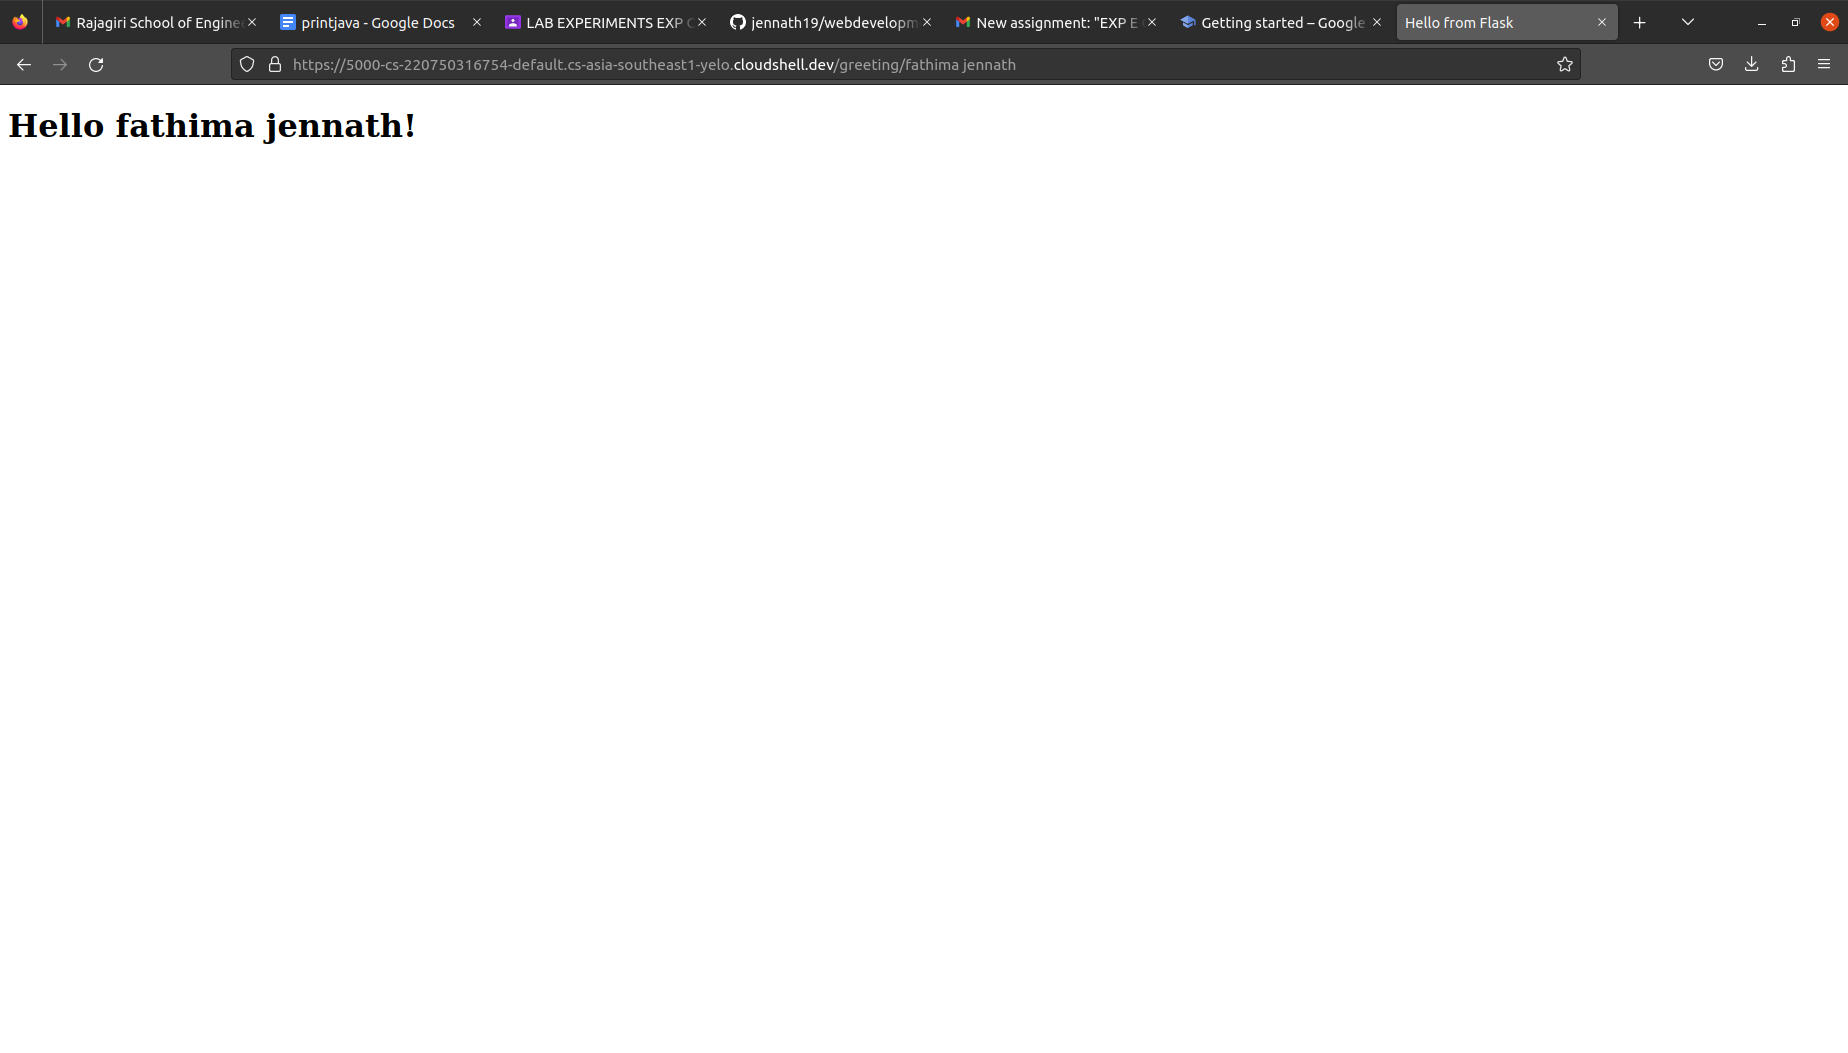 Rajagiri School of Engine
printjava - Google Docs
LAB EXPERIMENTS EXP
jennath19/webdevelopm
New assignment: "EXP E
Getting started – Google
Hello from Flask
https://5000-cs-220750316754-default.cs-asia-southeast1-yelo.cloudshell.dev/greeting/fathima jennath
Hello fathima jennath!